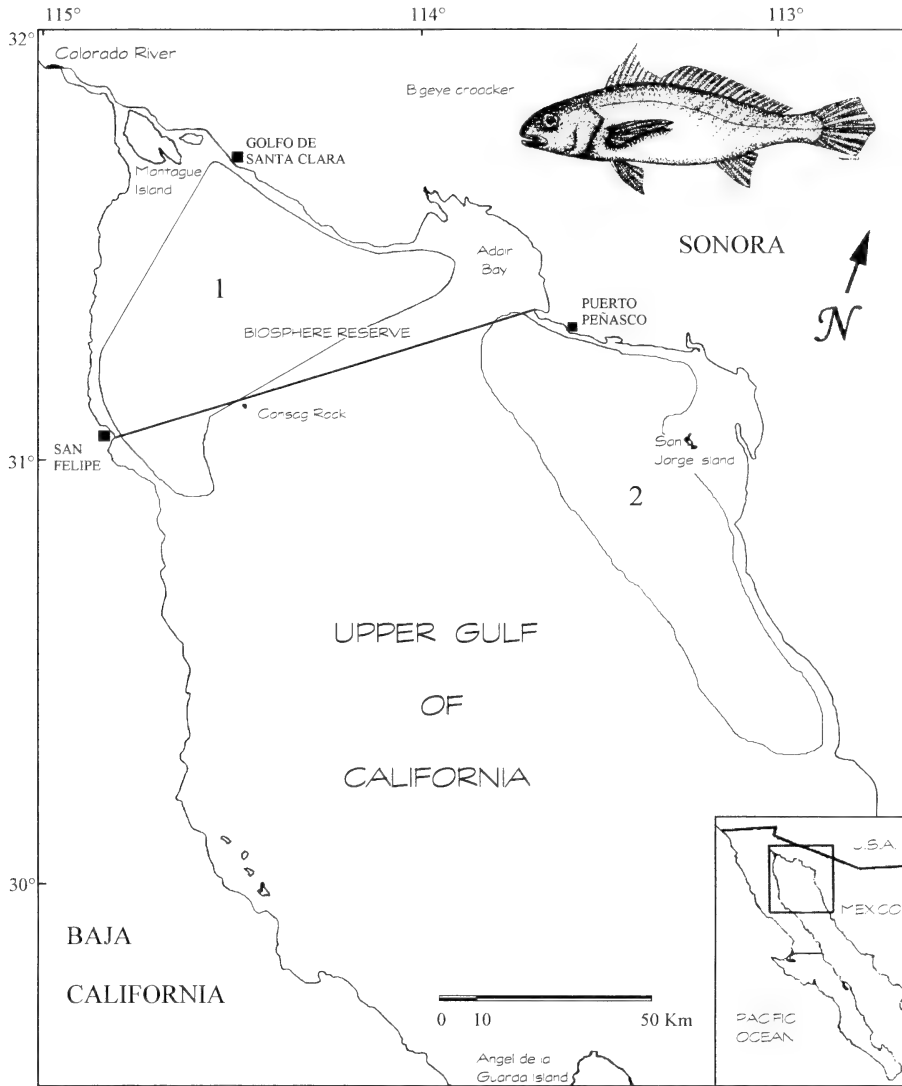 115°
114°
113°
32°
Colorado River
Bigeye croacker
GOLFO DE
SANTA CLARA
Montague
Island
SONORA
Adair
Bay
1
N
PUERTO
PEÑASCO
BIOSPHERE RESERVE
Consag Rock
SAN
FELIPE
31°
San
Jorge Island
2
UPPER GULF
OF
CALIFORNIA
U.S.A.
MEXICO
30°
BAJA
CALIFORNIA
0 10 50 Km
PACIFIC
OCEAN
Angel de la
Guarda Island